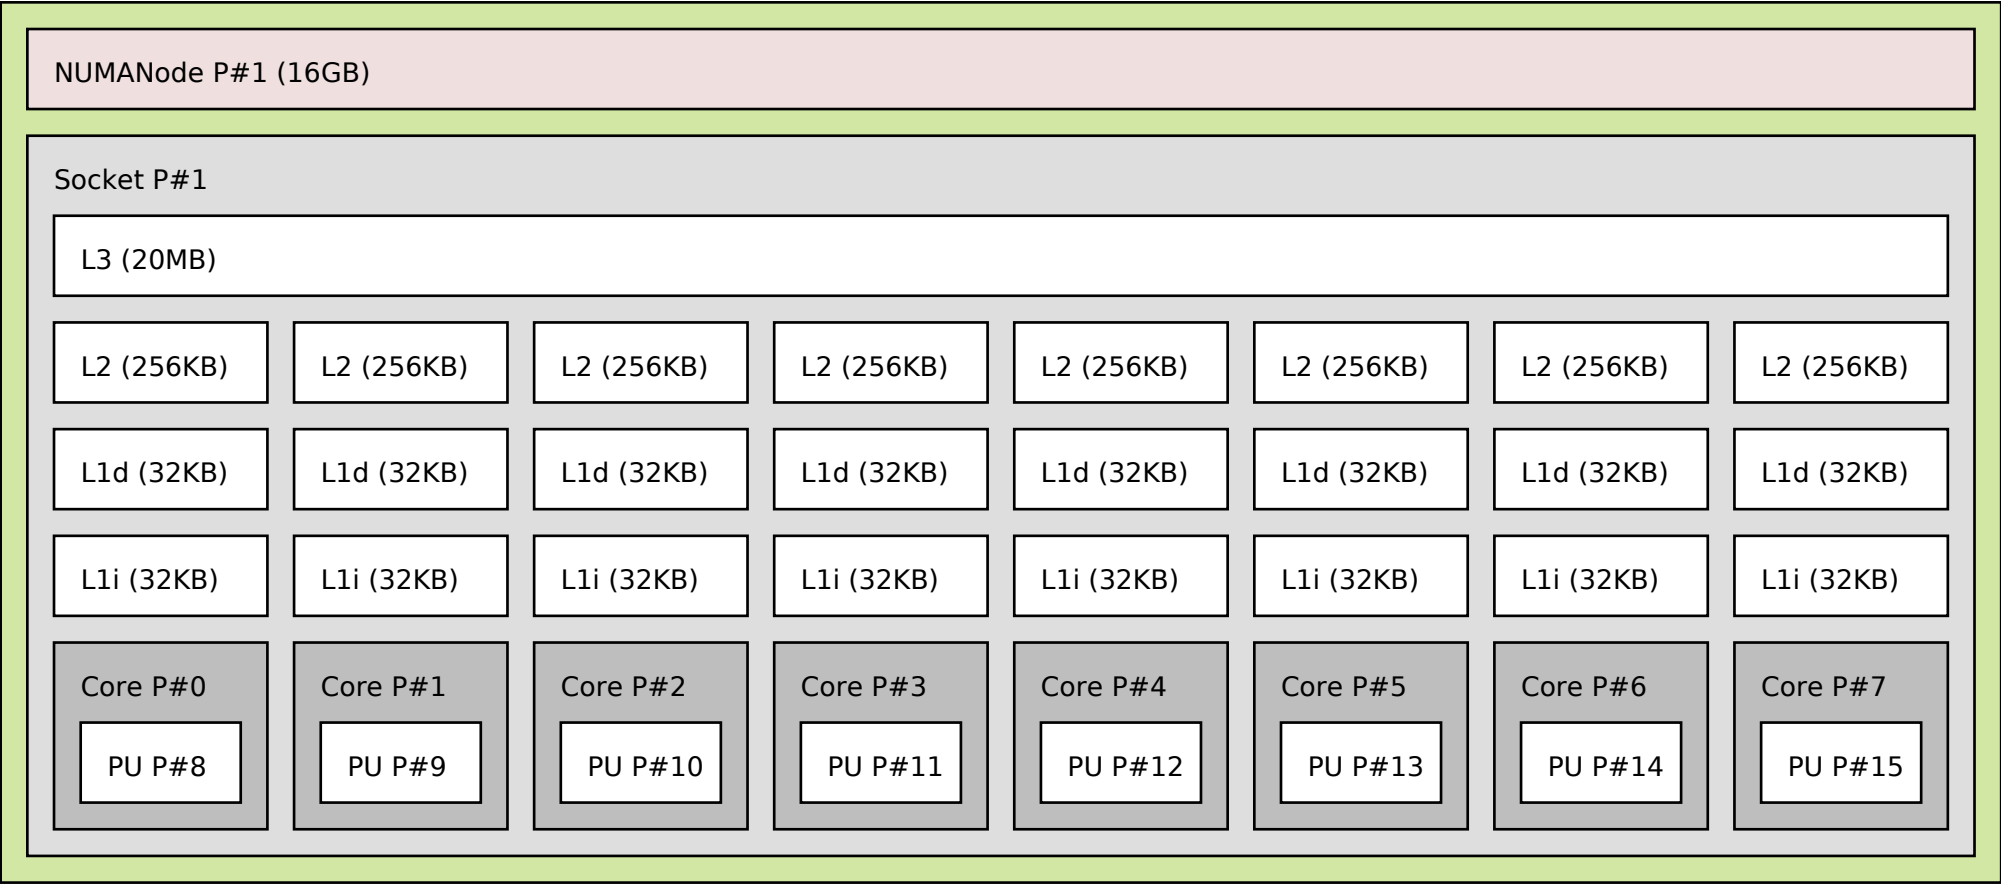 NUMANode P#1 (16GB)
Socket P#1
L3 (20MB)
L2 (256KB) L2 (256KB) L2 (256KB) L2 (256KB) L2 (256KB) L2 (256KB) L2 (256KB) L2 (256KB)
L1d (32KB) L1d (32KB) L1d (32KB) L1d (32KB) L1d (32KB) L1d (32KB) L1d (32KB) L1d (32KB)
L1i (32KB) L1i (32KB) L1i (32KB) L1i (32KB) L1i (32KB) L1i (32KB) L1i (32KB) L1i (32KB)
Core P#0 Core P#1 Core P#2 Core P#3 Core P#4 Core P#5 Core P#6 Core P#7
PU P#8 PU P#9 PU P#10 PU P#11 PU P#12 PU P#13 PU P#14 PU P#15